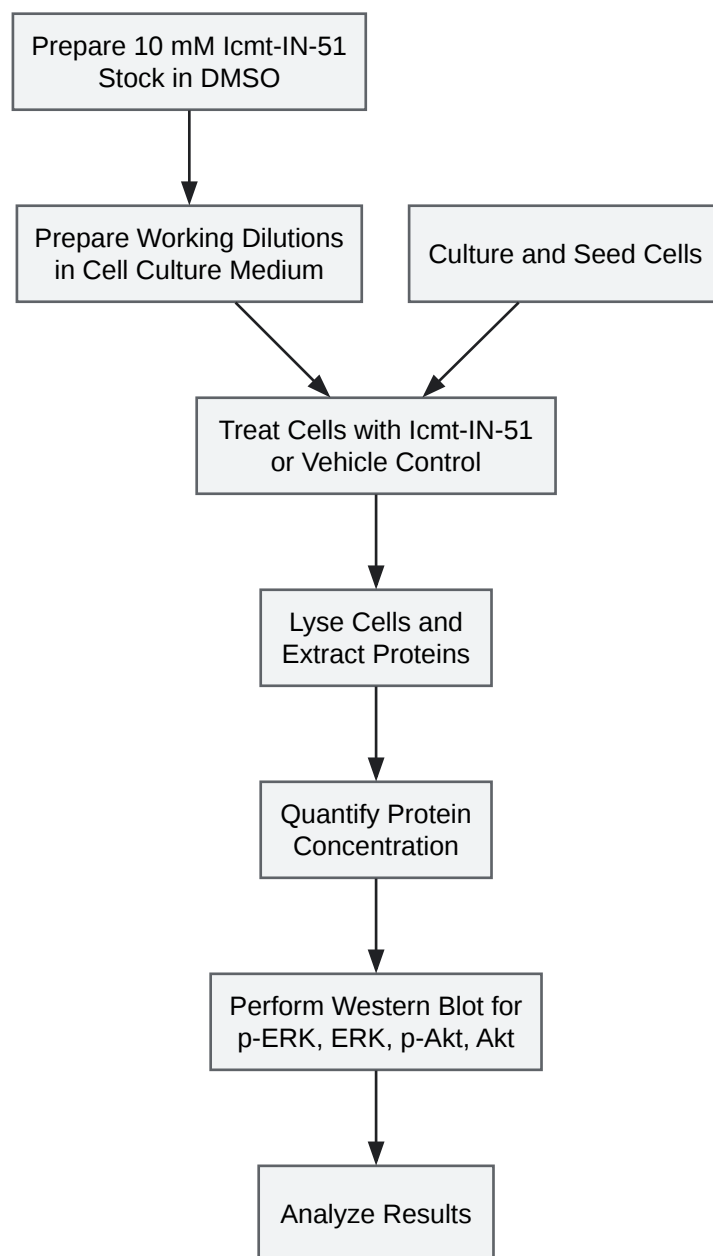 Prepare 10 mM Icmt-IN-51
Stock in DMSO
Prepare Working Dilutions
in Cell Culture Medium
Culture and Seed Cells
Treat Cells with Icmt-IN-51
or Vehicle Control
Lyse Cells and
Extract Proteins
Quantify Protein
Concentration
Perform Western Blot for
p-ERK, ERK, p-Akt, Akt
Analyze Results